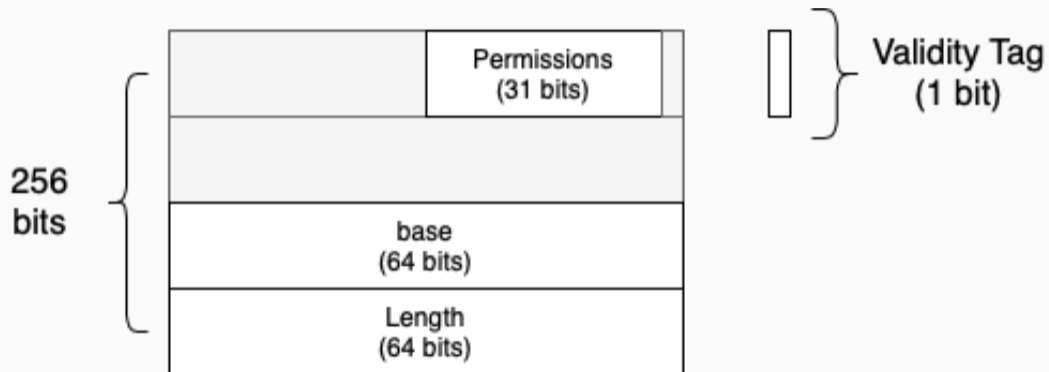 Permissions
(31 bits)
Validity Tag
(1 bit)
256
bits
base
(64 bits)
Length
(64 bits)